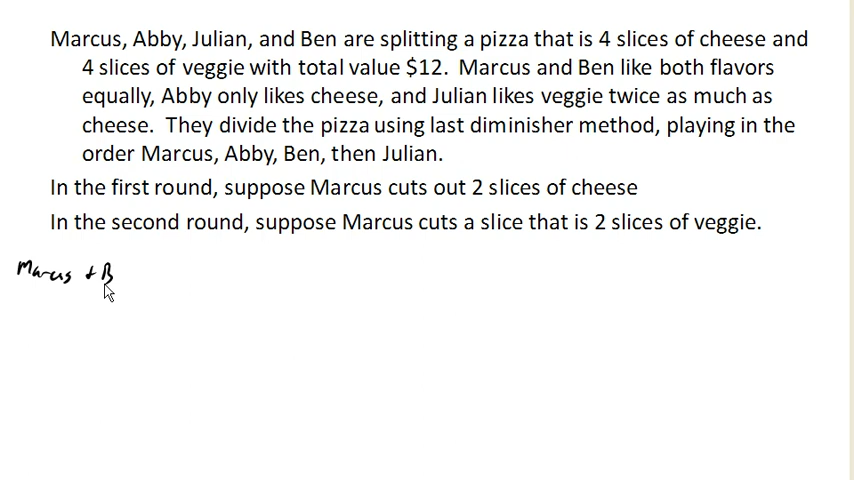 Marcus, Abby, Julian, and Ben are splitting a pizza that is 4 slices of cheese and
4 slices of veggie with total value $12. Marcus and Ben like both flavors
equally, Abby only likes cheese, and Julian likes veggie twice as much as
cheese. They divide the pizza using last diminisher method, playing in the
order Marcus, Abby, Ben, then Julian.
In the first round, suppose Marcus cuts out 2 slices of cheese
In the second round, suppose Marcus cuts a slice that is 2 slices of veggie.
Marcus + B